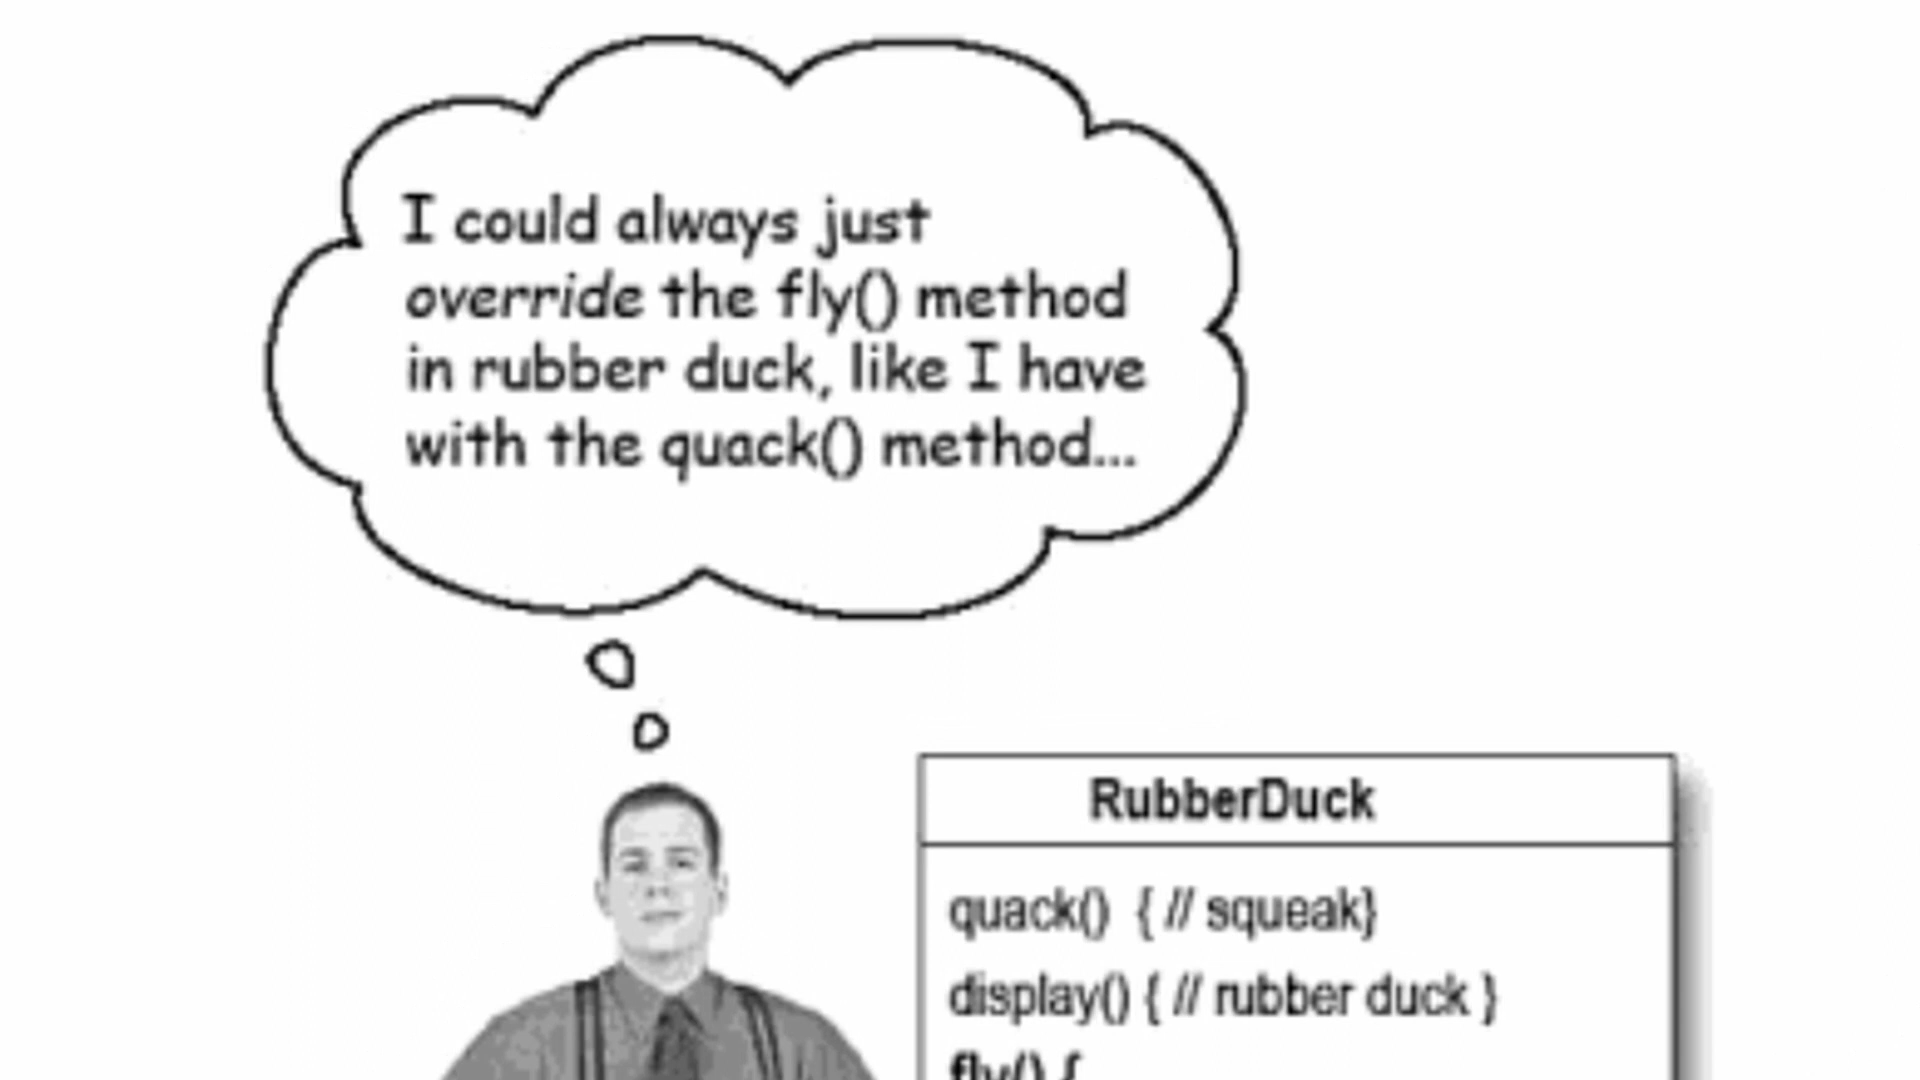 I could always just
override the fly() method
in rubber duck, like I have
with the quack() method...
RubberDuck
quack() { // squeak}
display() { // rubber duck }
fly() {